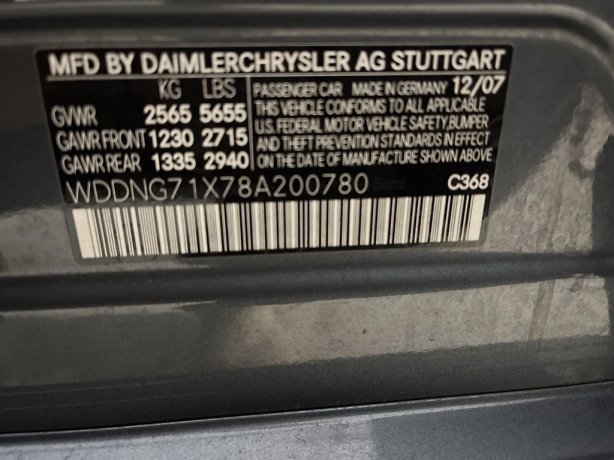 MFD BY DAIMLERCHRYSLER AG STUTTGART
KG LBS
GVWR 2565 5655
GAWR FRONT 1230 2715
GAWR REAR 1335 2940
PASSENGER CAR MADE IN GERMANY 12/07
THIS VEHICLE CONFORMS TO ALL APPLICABLE
U.S. FEDERAL MOTOR VEHICLE SAFETY, BUMPER
AND THEFT PREVENTION STANDARDS IN EFFECT
ON THE DATE OF MANUFACTURE SHOWN ABOVE.
WDDNG71X78A200780 C368